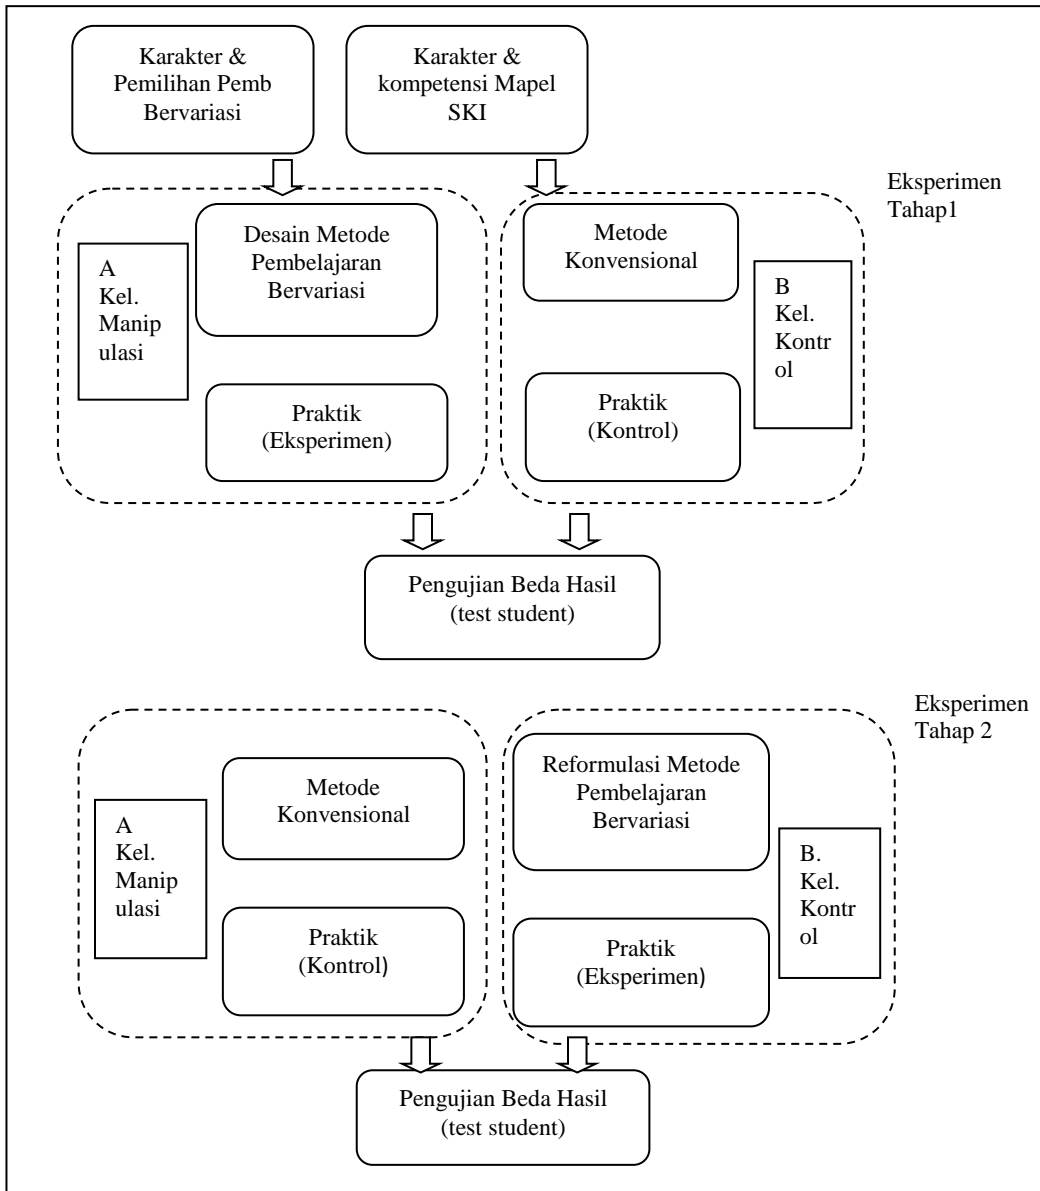 Karakter &
Pemilihan Pemb
Bervariasi
Karakter &
kompetensi Mapel
SKI
Eksperimen
Tahap1
A
Kel.
Manip
ulasi
Desain Metode
Pembelajaran
Bervariasi
Praktik
(Eksperimen)
Metode
Konvensional
Praktik
(Kontrol)
B
Kel.
Kontr
ol
Pengujian Beda Hasil
(test student)
Eksperimen
Tahap 2
A
Kel.
Manip
ulasi
Metode
Konvensional
Praktik
(Kontrol)
Reformulasi Metode
Pembelajaran
Bervariasi
Praktik
(Eksperimen)
B.
Kel.
Kontr
ol
Pengujian Beda Hasil
(test student)